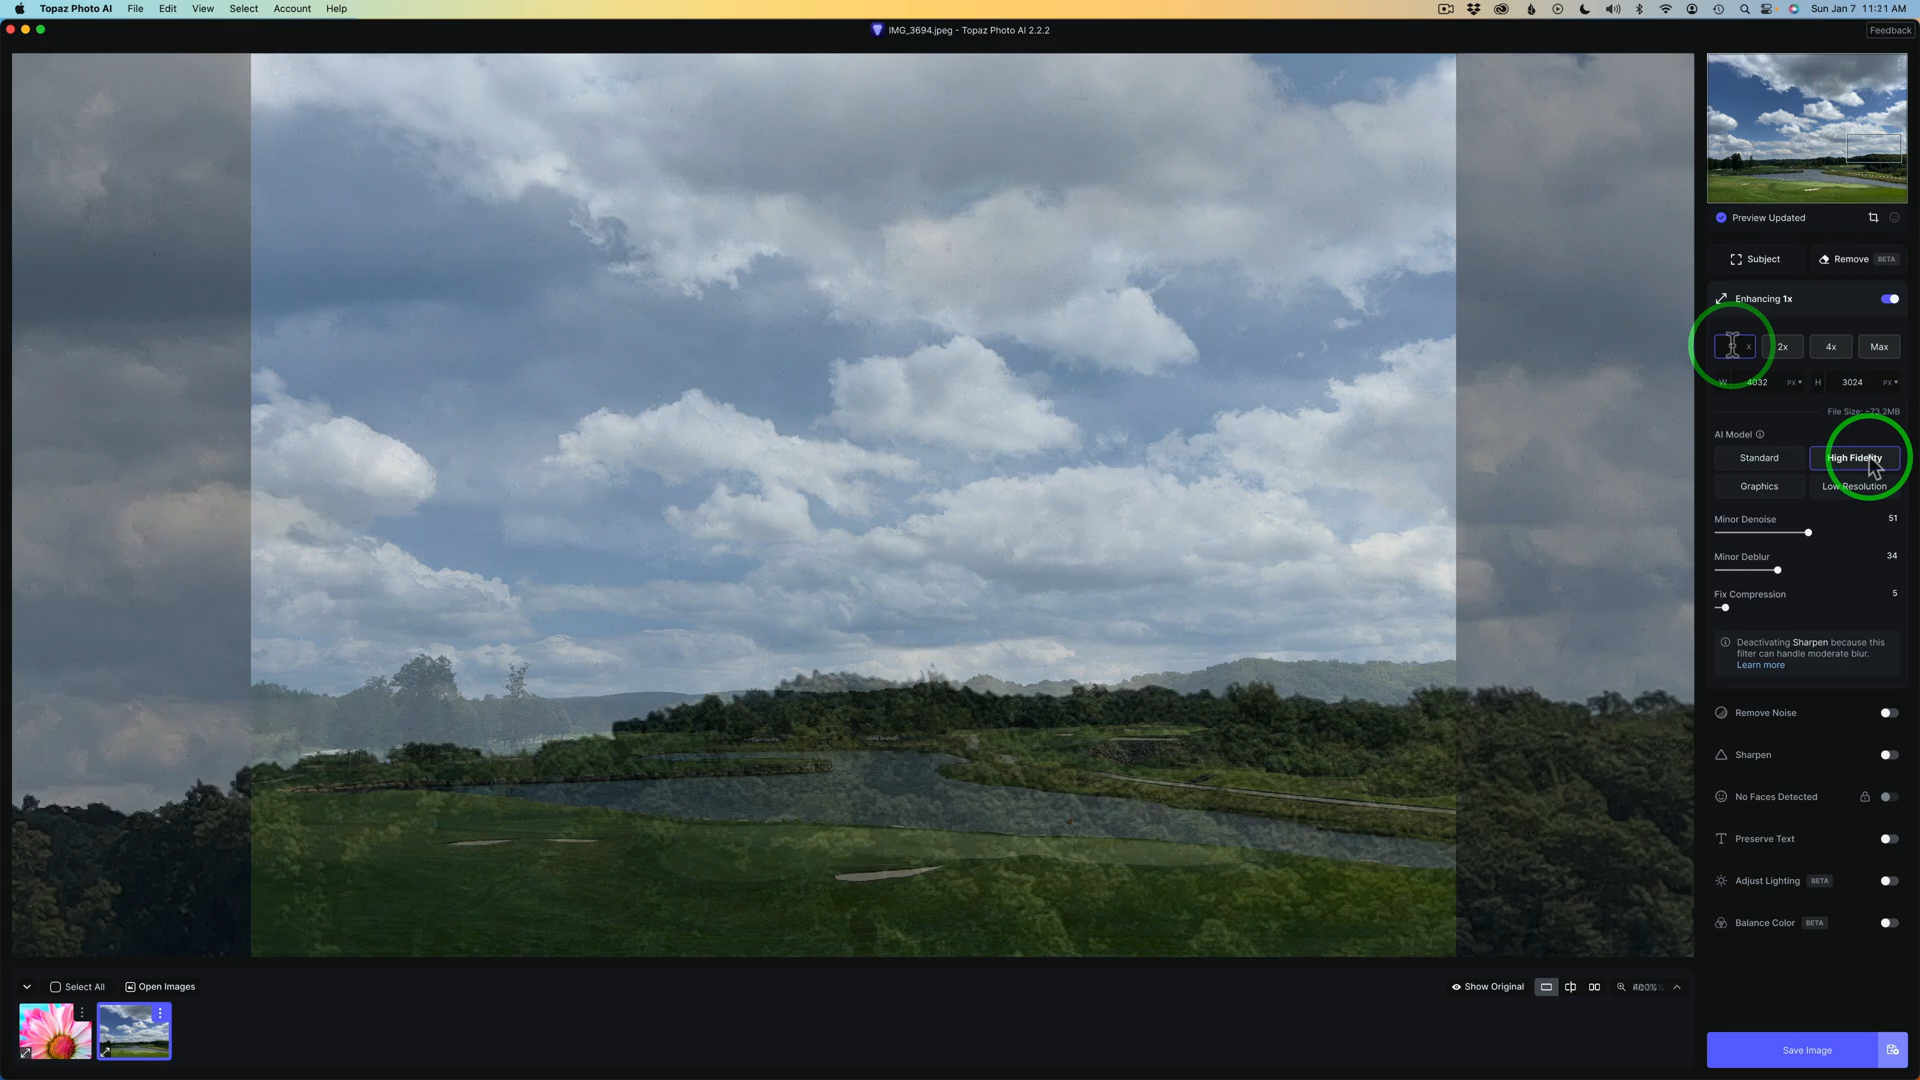 Topaz Photo AI File Edit View Select Account Help Sun Jan 7 11:21 AM
IMG_3694.jpeg - Topaz Photo AI 2.2.2
Feedback
Preview Updated
Subject
Remove BETA
Enhancing 1x
x 2x 4x Max
W 4032 PX H 3024 PX
File Size: ~73.2MB
AI Model
Standard High Fidelity
Graphics Low Resolution
Minor Denoise 51
Minor Deblur 34
Fix Compression 5
Deactivating Sharpen because this
filter can handle moderate blur.
Learn more
Remove Noise
Sharpen
No Faces Detected
Preserve Text
Adjust Lighting BETA
Balance Color BETA
Select All Open Images
Show Original
Save Image